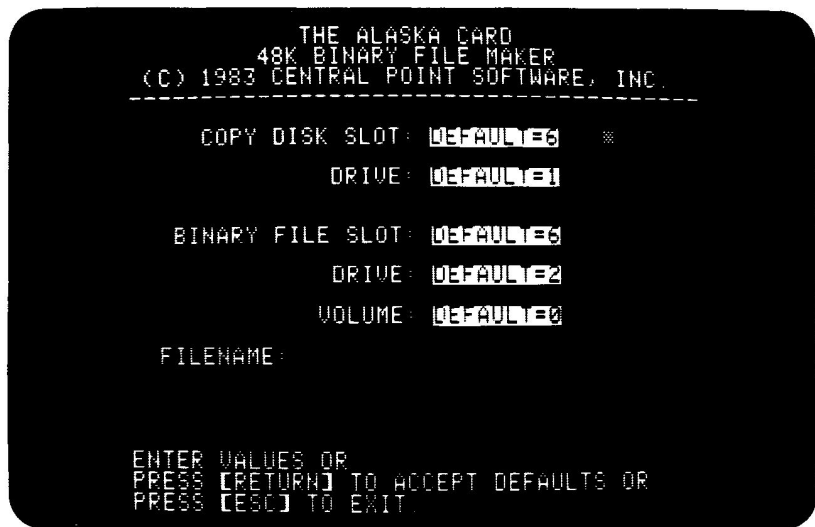 THE ALASKA CARD
48K BINARY FILE MAKER
(C) 1983 CENTRAL POINT SOFTWARE, INC.
COPY DISK SLOT: DEFAULT=6
DRIVE: DEFAULT=1
BINARY FILE SLOT: DEFAULT=6
DRIVE: DEFAULT=2
VOLUME: DEFAULT=0
FILENAME:
ENTER VALUES OR
PRESS [RETURN] TO ACCEPT DEFAULTS OR
PRESS [ESC] TO EXIT.